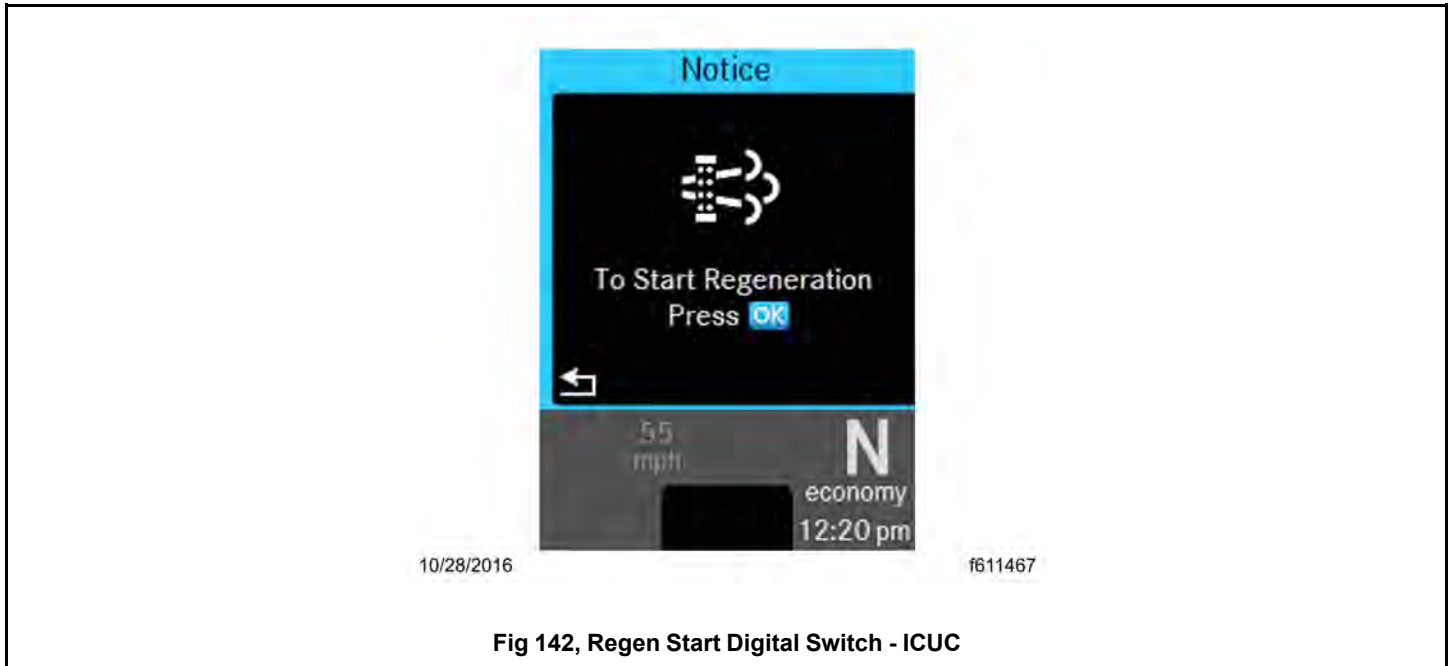 Notice
To Start Regeneration
Press OK
55
mph
N
economy
12:20 pm
10/28/2016
f611467
Fig 142, Regen Start Digital Switch - ICUC